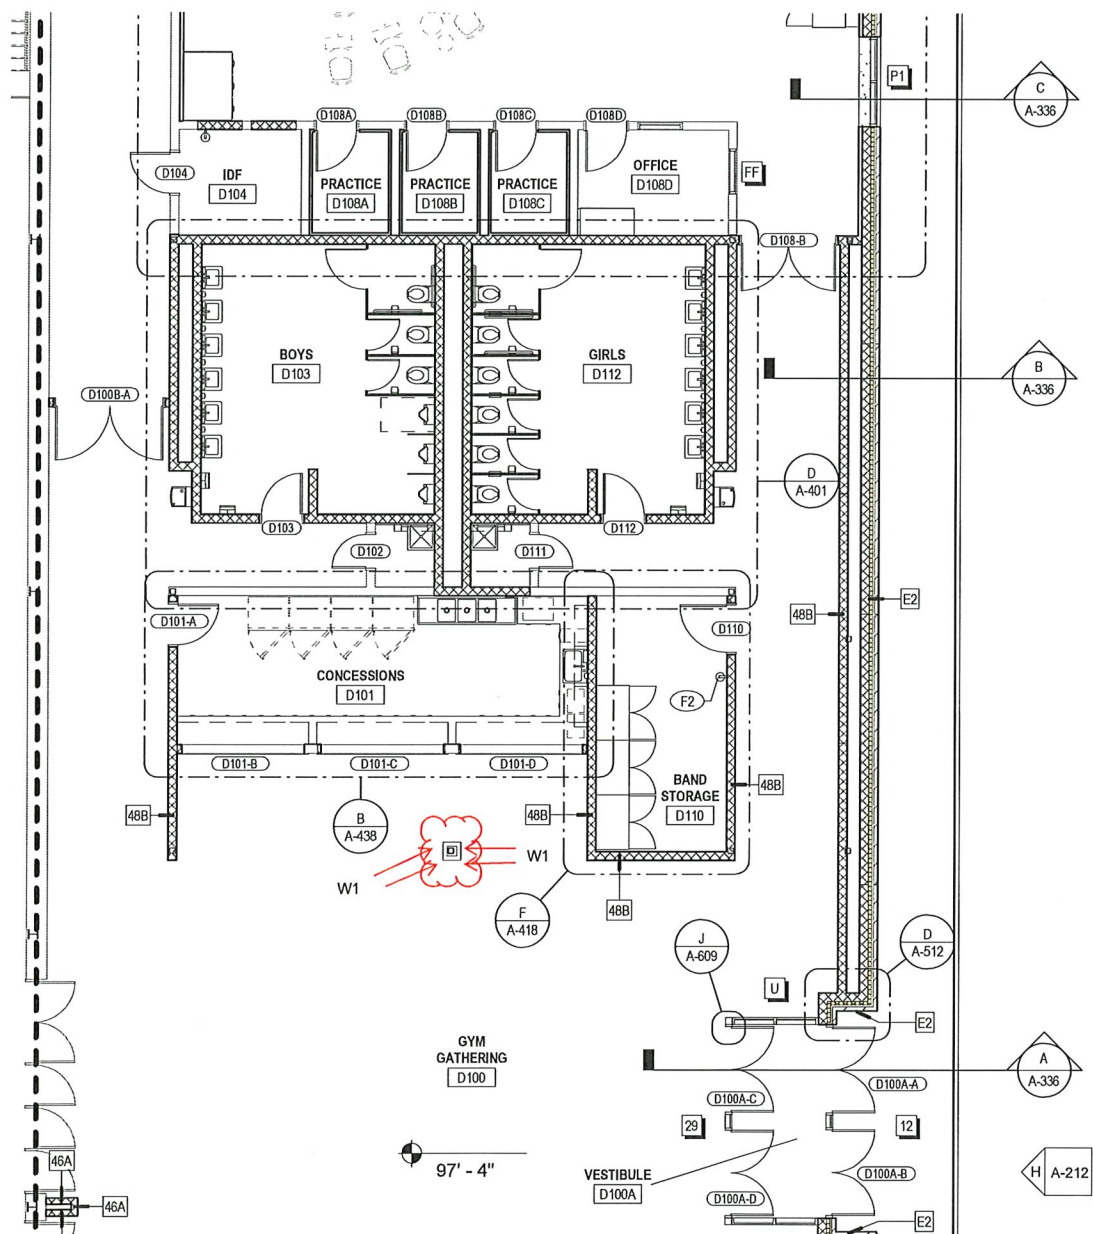 C
A-336
P1
D108A
D108B
D108C
D108D
D104
IDF
D104
PRACTICE
D108A
PRACTICE
D108B
PRACTICE
D108C
OFFICE
D108D
FF
D108-B
BOYS
D103
GIRLS
D112
B
A-336
D100B-A
D
A-401
D103
D112
D102
D111
48B
E2
D101-A
D110
CONCESSIONS
D101
F2
D101-B
D101-C
D101-D
BAND
STORAGE
D110
48B
48B
B
A-438
48B
W1
W1
48B
F
A-418
J
A-609
D
A-512
U
E2
GYM
GATHERING
D100
A
A-336
D100A-A
D100A-C
29
12
46A
97' - 4"
VESTIBULE
D100A
D100A-B
D100A-D
H
A-212
46A
E2